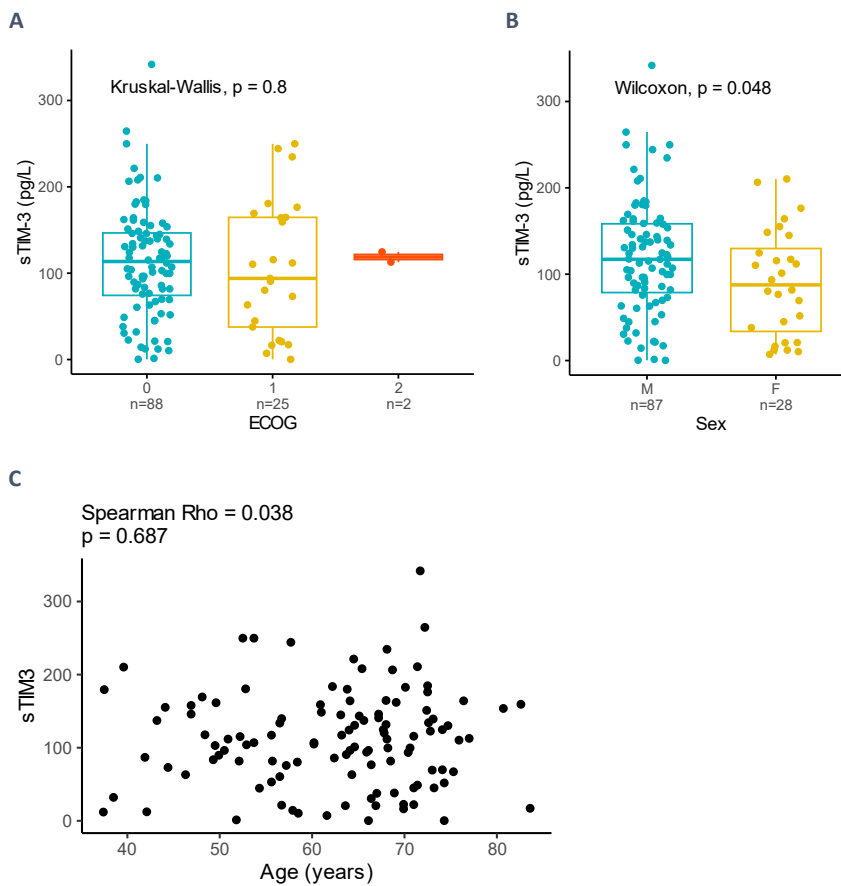 A
Kruskal-Wallis, p = 0.8
sTIM-3 (pg/L)
300
200
100
0
0
1
2
n=88
n=25
n=2
ECOG
B
Wilcoxon, p = 0.048
sTIM-3 (pg/L)
300
200
100
0
M
F
n=87
n=28
Sex
C
Spearman Rho = 0.038
p = 0.687
sTIM3
300
200
100
0
40
50
60
70
80
Age (years)